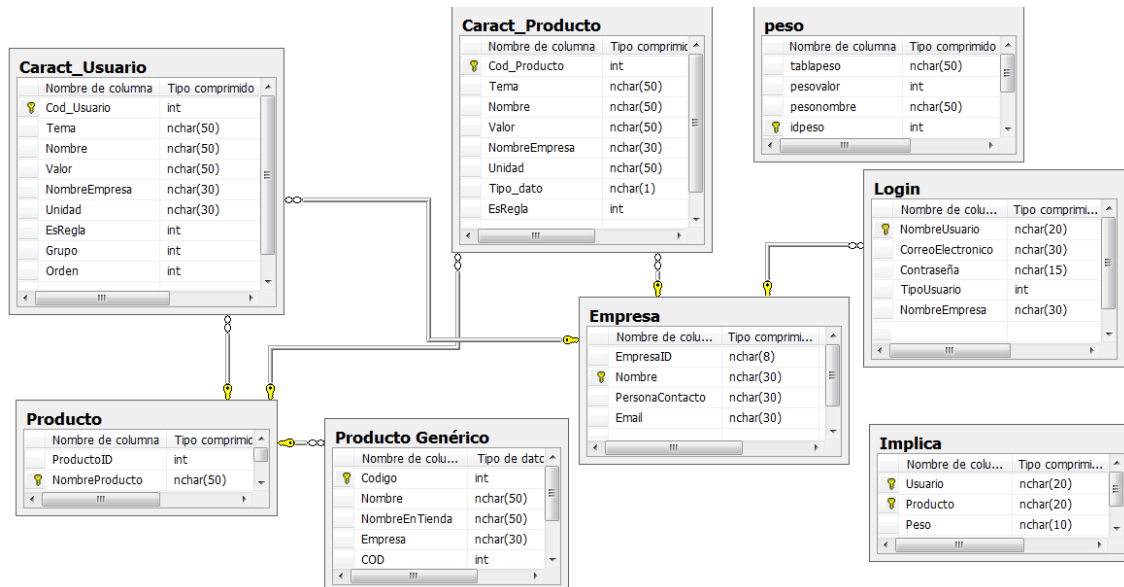 Caract_Usuario
Nombre de columna Tipo comprimido
Cod_Usuario int
Tema nchar(50)
Nombre nchar(50)
Valor nchar(50)
NombreEmpresa nchar(30)
Unidad nchar(30)
EsRegla int
Grupo int
Orden int
Caract_Producto
Nombre de columna Tipo comprimic
Cod_Producto int
Tema nchar(50)
Nombre nchar(50)
Valor nchar(50)
NombreEmpresa nchar(30)
Unidad nchar(50)
Tipo_dato nchar(1)
EsRegla int
peso
Nombre de columna Tipo comprimido
tablapeso nchar(50)
pesovalor int
pesonombre nchar(50)
idpeso int
Login
Nombre de colu... Tipo comprimi...
NombreUsuario nchar(20)
CorreoElectronico nchar(30)
Contraseña nchar(15)
TipoUsuario int
NombreEmpresa nchar(30)
Empresa
Nombre de colu... Tipo comprimi...
EmpresaID nchar(8)
Nombre nchar(30)
PersonaContacto nchar(30)
Email nchar(30)
Producto
Nombre de columna Tipo comprimic
ProductoID int
NombreProducto nchar(50)
Producto Genérico
Nombre de colu... Tipo de datc
Codigo int
Nombre nchar(50)
NombreEnTienda nchar(50)
Empresa nchar(30)
COD int
Implica
Nombre de colu... Tipo comprimi...
Usuario nchar(20)
Producto nchar(20)
Peso nchar(10)